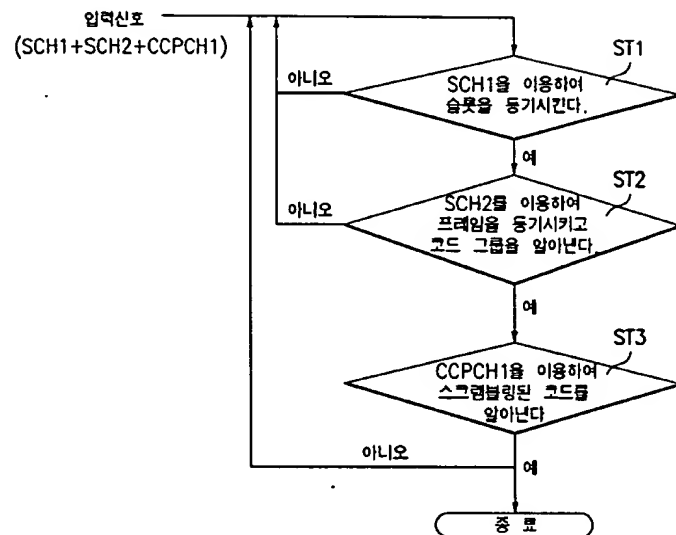 입력신호
(SCH1+SCH2+CCPCH1)
ST1
SCH1을 이용하여
슬롯을 동기시킨다.
아니오
예
ST2
SCH2를 이용하여
프레임을 동기시키고
코드 그룹을 알아낸다.
아니오
예
ST3
CCPCH1을 이용하여
스크램블링된 코드를
알아낸다
아니오
예
종 료